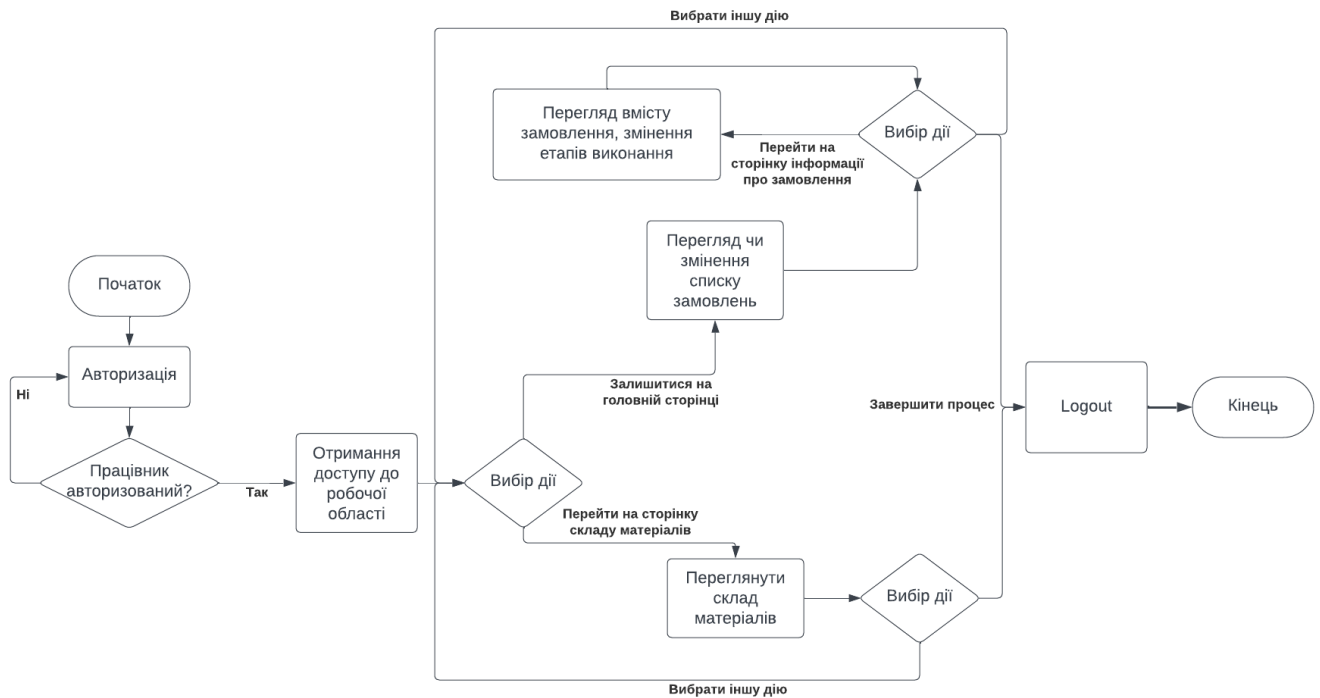 Вибрати іншу дію
Перегляд вмісту
замовлення, змінення
етапів виконання
Вибір дії
Перейти на
сторінку інформації
про замовлення
Перегляд чи
змінення
списку
замовлень
Початок
Авторизація
Ні
Залишитися на
головній сторінці
Завершити процес
Logout
Кінець
Працівник
авторизований?
Так
Отримання
доступу до
робочої
області
Вибір дії
Перейти на сторінку
складу матеріалів
Переглянути
склад
матеріалів
Вибір дії
Вибрати іншу дію